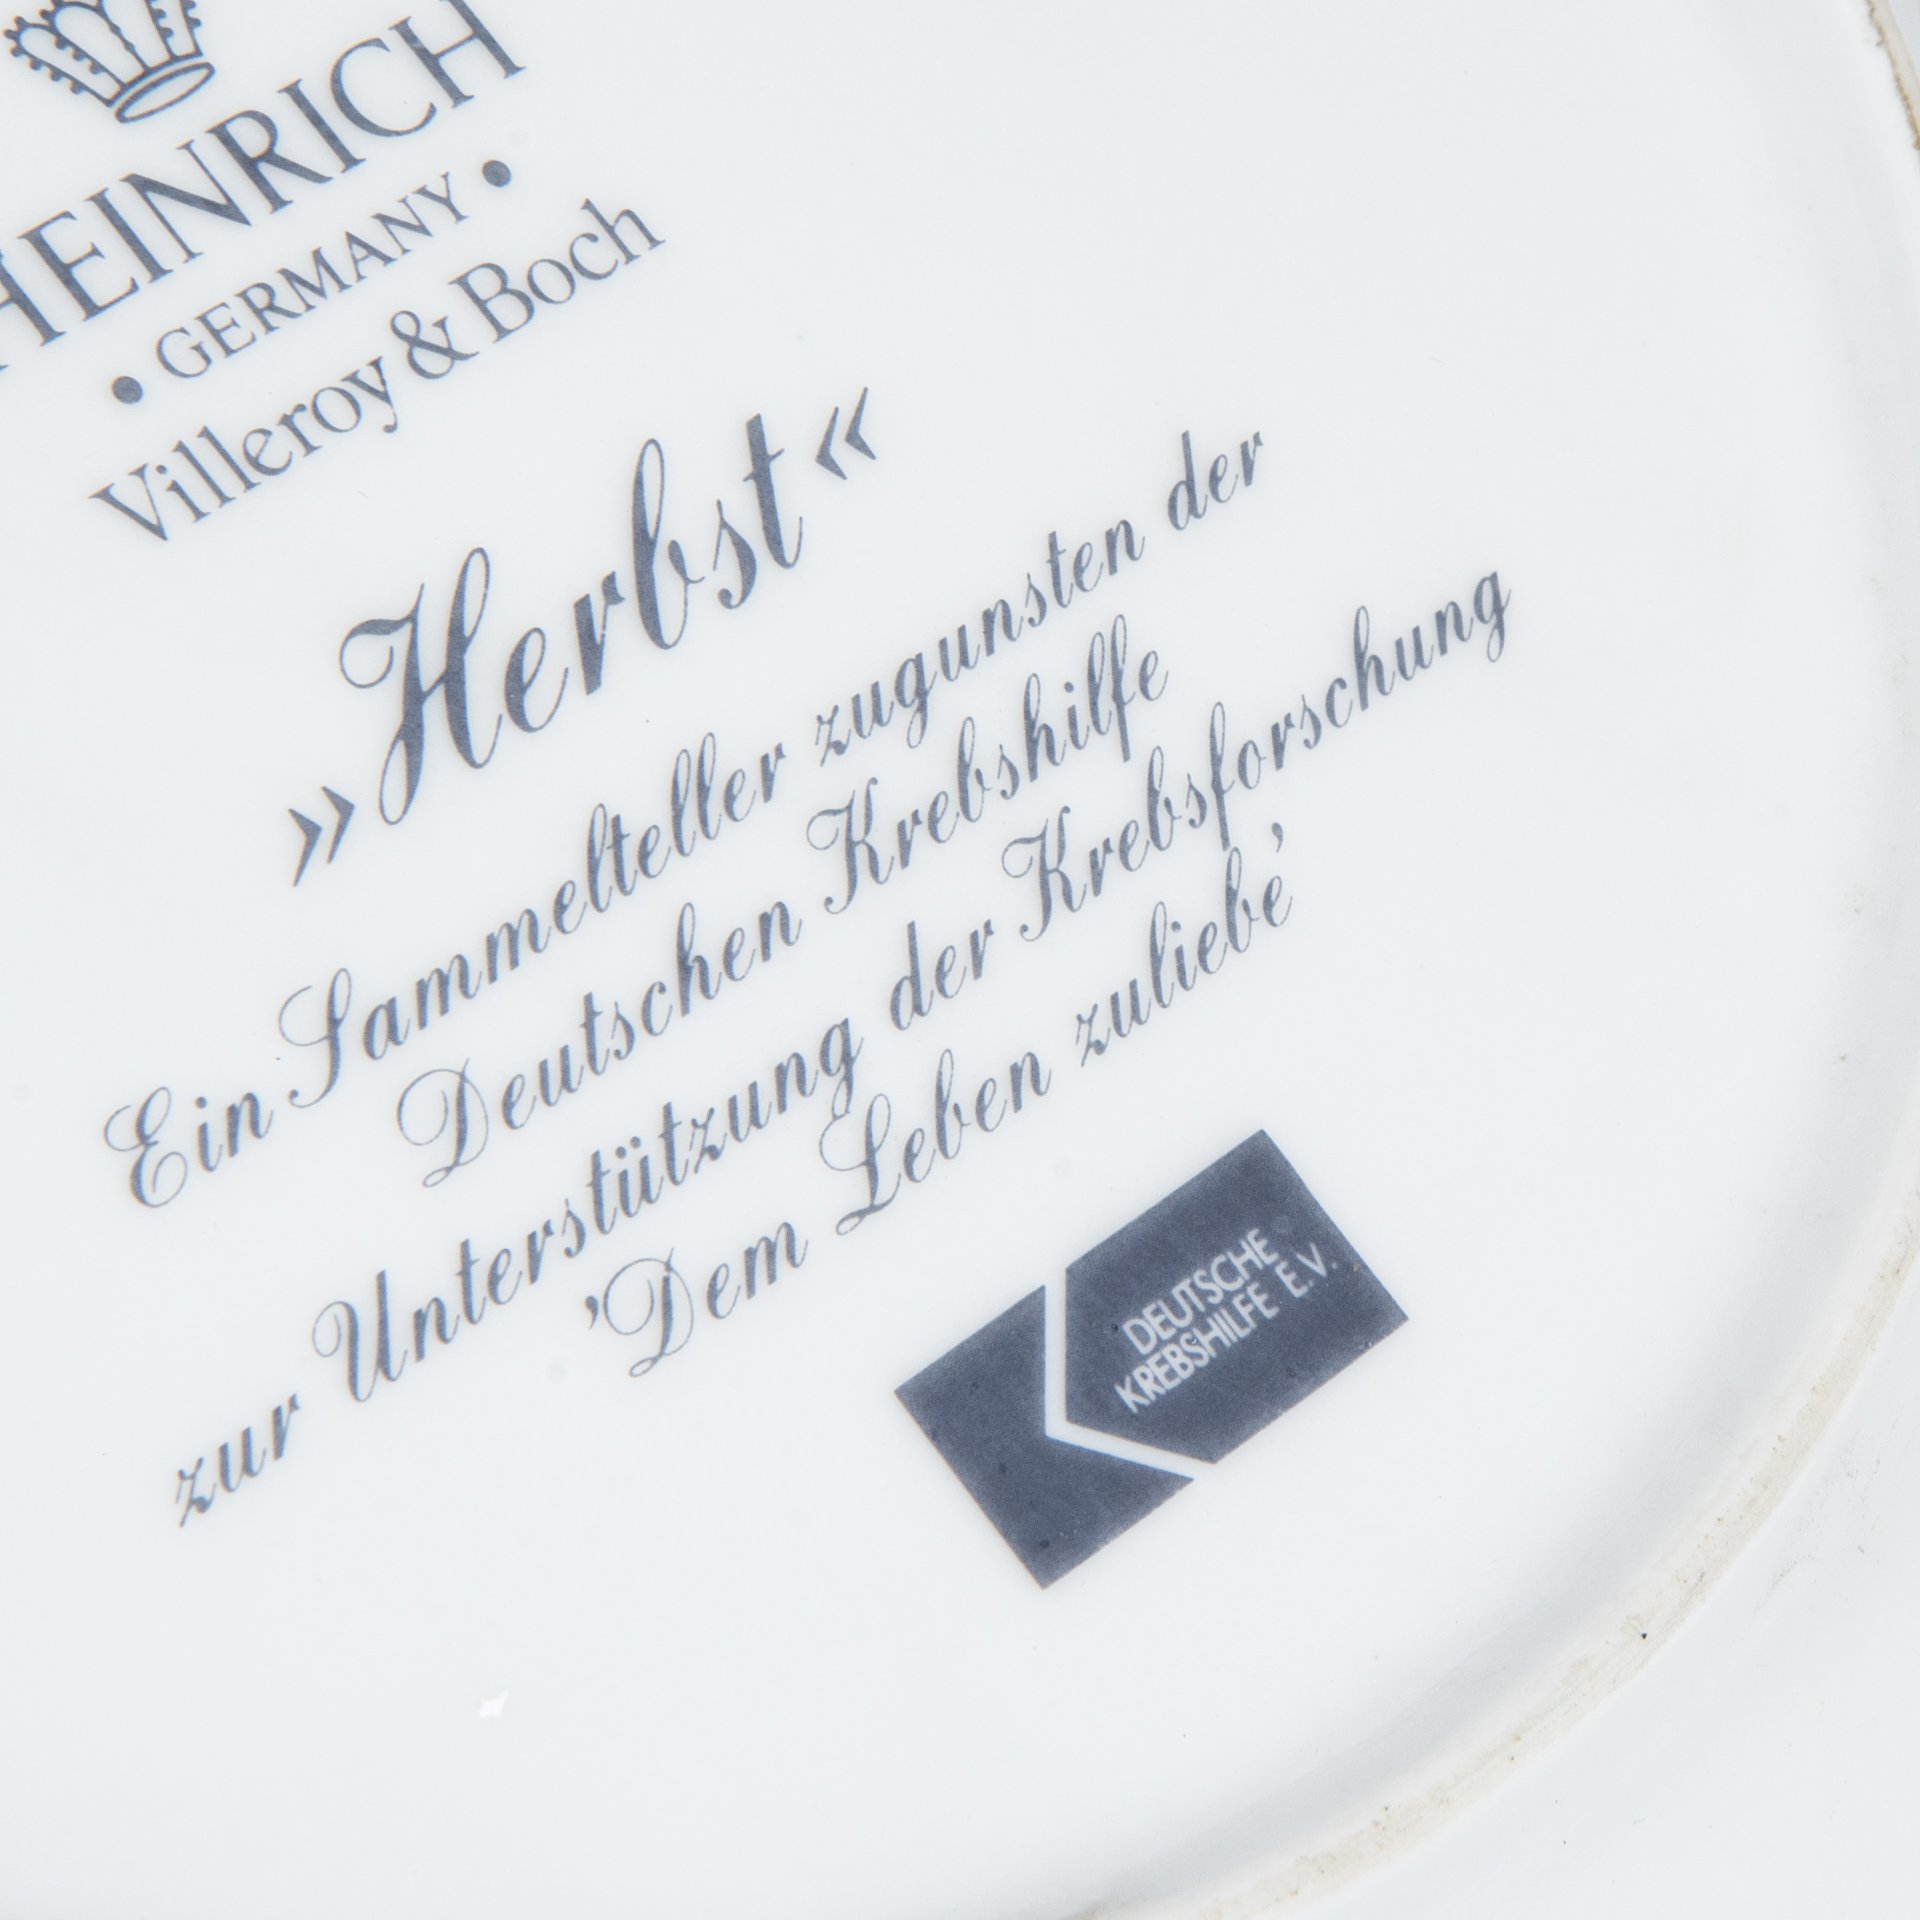 HEINRICH
• GERMANY •
Villeroy & Boch
»Herbst«
Ein Sammelteller zugunsten der
Deutschen Krebshilfe
zur Unterstützung der Krebsforschung
'Dem Leben zuliebe'
DEUTSCHE
KREBSHILFE E.V.